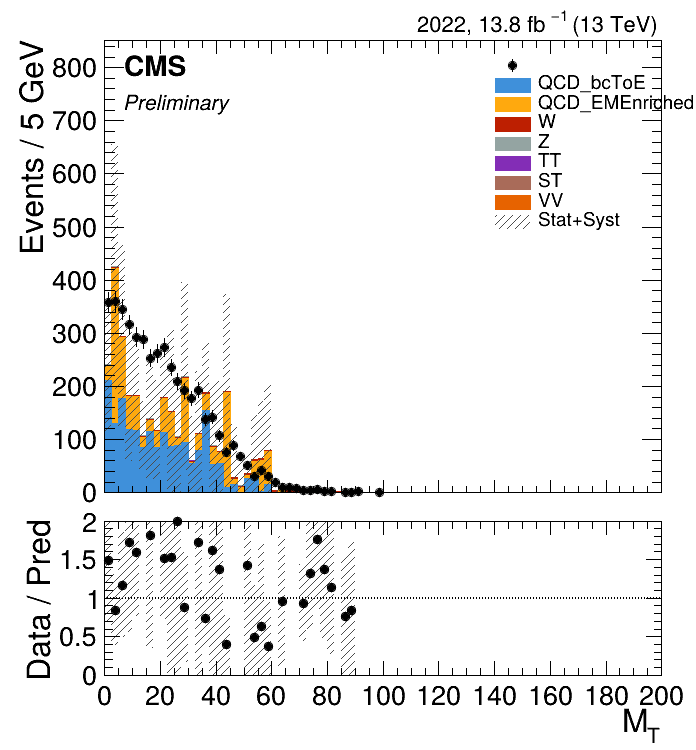 2022, 13.8 fb⁻¹ (13 TeV)
CMS
Preliminary
QCD_bcToE
QCD_EMEnriched
W
Z
TT
ST
VV
Stat+Syst
Events / 5 GeV
800
700
600
500
400
300
200
100
0
Data / Pred
2
1.5
1
0.5
0
0 20 40 60 80 100 120 140 160 180 200
M_T